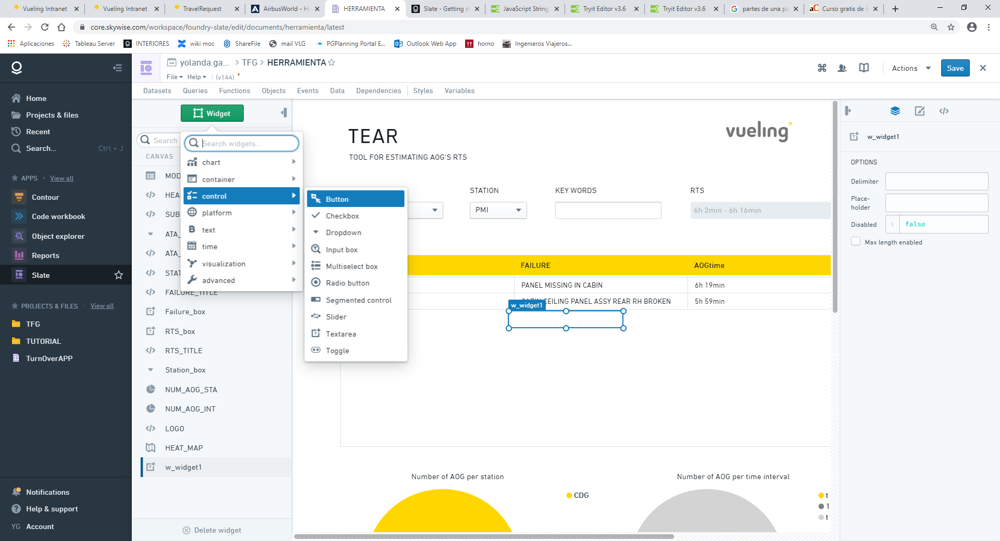 Vueling Intranet
Vueling Intranet
TravelRequest
AirbusWorld - Ho
HERRAMIENTA
Slate - Getting st
JavaScript String
Tryit Editor v3.6
Tryit Editor v3.6
partes de una pa
Curso gratis de I
core.skywise.com/workspace/foundry-slate/edit/documents/herramienta/latest
Aplicaciones
Tableau Server
INTERIORES
wiki moc
ShareFile
mail VLG
PGPlanning Portal E...
Outlook Web App
horno
Ingenieros Viajeros...
yolanda.ga... > TFG > HERRAMIENTA
File Help (v144)
Actions
Save
Datasets Queries Functions Objects Events Data Dependencies Styles Variables
Home
Projects & files
Recent
Search... Ctrl + J
APPS · View all
Contour
Code workbook
Object explorer
Reports
Slate
PROJECTS & FILES · View all
TFG
TUTORIAL
TurnOverAPP
Notifications
Help & support
YG Account
Widget
Search
CANVAS
MOD
HEA
SUB
ATA_
ATA_
STAT
FAILURE_TITLE
Failure_box
RTS_box
RTS_TITLE
Station_box
NUM_AOG_STA
NUM_AOG_INT
LOGO
HEAT_MAP
w_widget1
Delete widget
Search widgets...
chart
container
control
platform
text
time
visualization
advanced
Button
Checkbox
Dropdown
Input box
Multiselect box
Radio button
Segmented control
Slider
Textarea
Toggle
TEAR
TOOL FOR ESTIMATING AOG'S RTS
vueling
STATION
KEY WORDS
RTS
PMI
6h 2min - 6h 16min
FAILURE
AOGtime
PANEL MISSING IN CABIN
6h 19min
CABIN CEILING PANEL ASSY REAR RH BROKEN
5h 59min
w_widget1
Number of AOG per station
CDG
Number of AOG per time interval
t
1
t
w_widget1
OPTIONS
Delimiter
Place-
holder
Disabled
1 false
Max length enabled